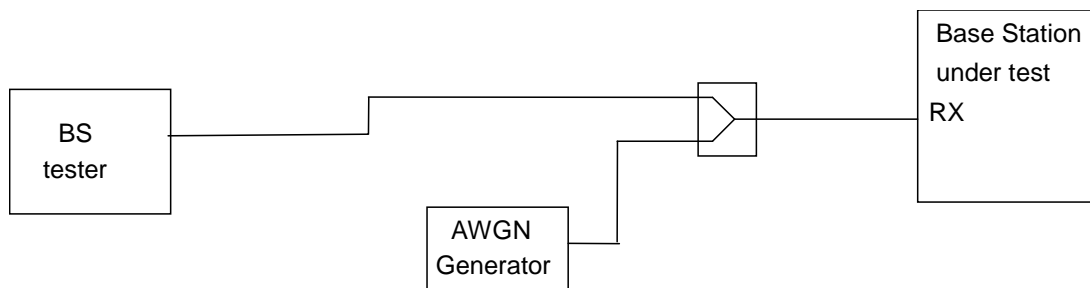 BS
tester
AWGN
Generator
Base Station
under test
RX